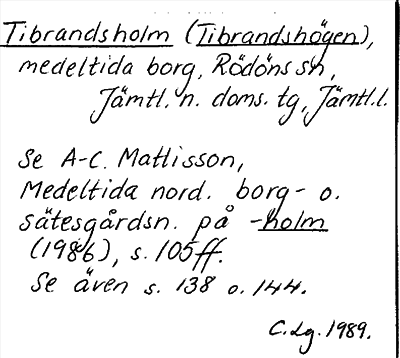 Tibrandsholm (Tibrandshögen),
medeltida borg, Rödöns sn,
Jämtl. n. doms. tg, Jämtl.l.
Se A-C. Mattisson,
Medeltida nord. borg- o.
sätesgårdsn. på -holm
(1986), s. 105ff.
Se även s. 138 o. 144.
C.Lg. 1989.